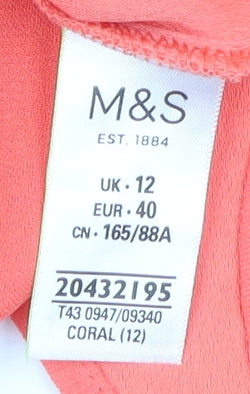 M&S
EST. 1884
UK · 12
EUR · 40
CN · 165/88A
20432195
T43 0947/09340
CORAL (12)